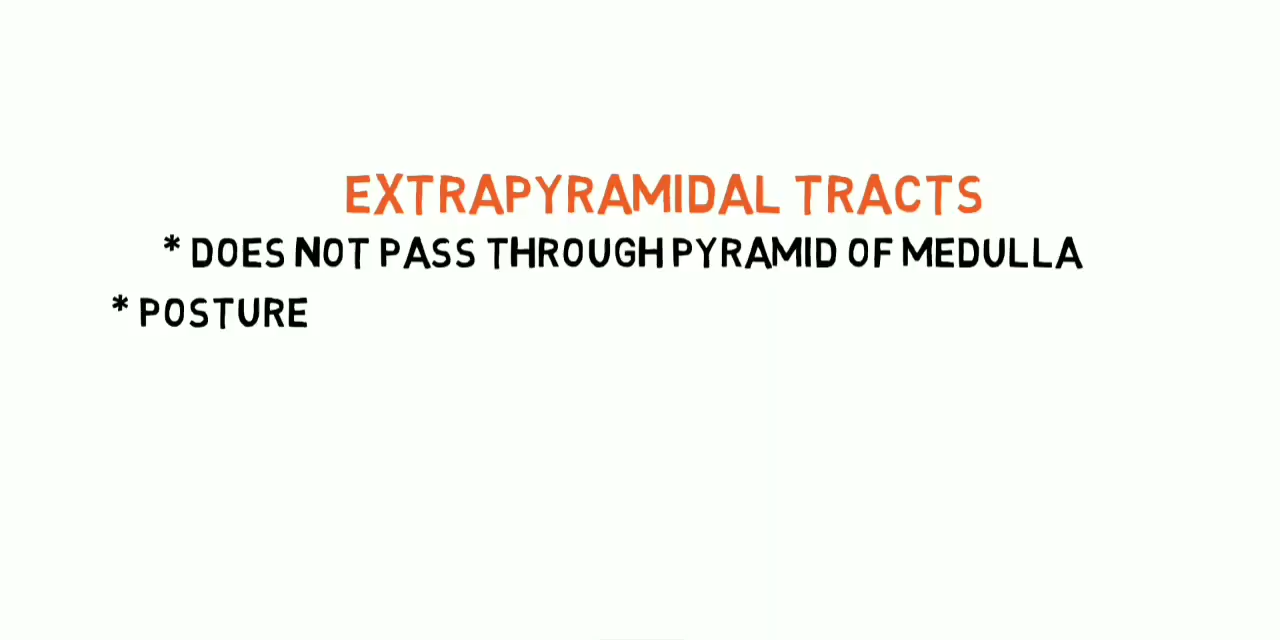 EXTRAPYRAMIDAL TRACTS
* DOES NOT PASS THROUGH PYRAMID OF MEDULLA
* POSTURE